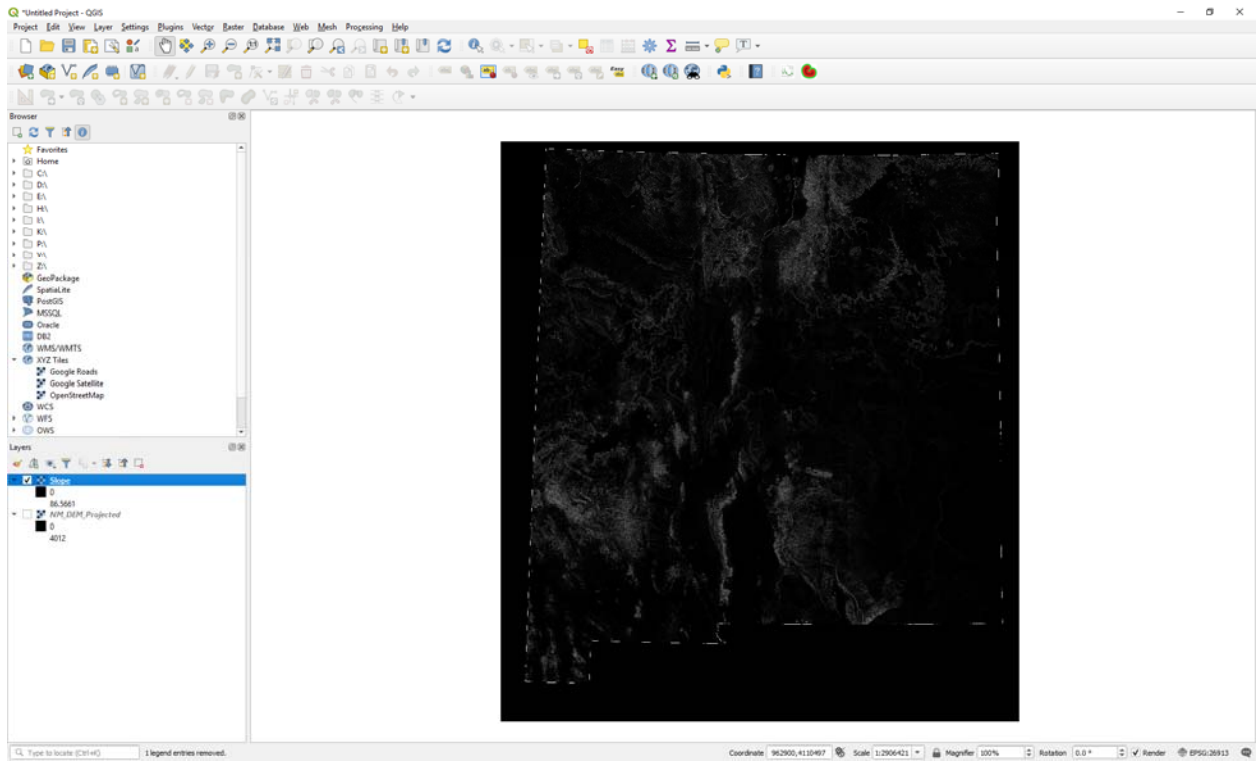 *Untitled Project - QGIS
Project Edit View Layer Settings Plugins Vector Raster Database Web Mesh Processing Help
Browser
Favorites
Home
C:\
D:\
E:\
H:\
I:\
K:\
P:\
V:\
Z:\
GeoPackage
SpatiaLite
PostGIS
MSSQL
Oracle
DB2
WMS/WMTS
XYZ Tiles
Google Roads
Google Satellite
OpenStreetMap
WCS
WFS
OWS
Layers
Slope
0
86.5661
NM_DEM_Projected
0
4012
Type to locate (Ctrl+K) 1 legend entries removed. Coordinate 962900,4110497 Scale 1:2906421 Magnifier 100% Rotation 0.0 ° Render EPSG:26913